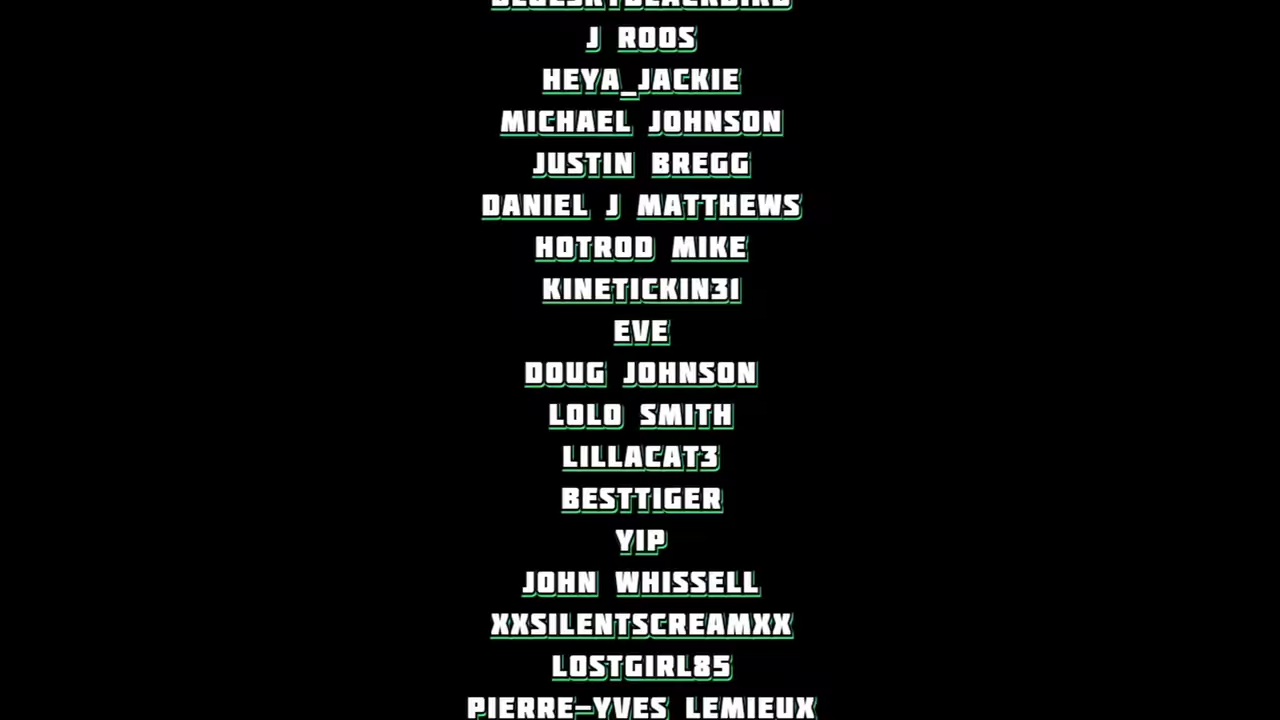 J ROOS
HEYA_JACKIE
MICHAEL JOHNSON
JUSTIN BREGG
DANIEL J MATTHEWS
HOTROD MIKE
KINETICKIN31
EVE
DOUG JOHNSON
LOLO SMITH
LILLACAT3
BESTTIGER
YIP
JOHN WHISSELL
XXSILENTSCREAMXX
LOSTGIRL85
PIERRE-YVES LEMIEUX